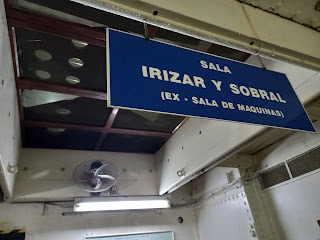 SALA
IRIZAR Y SOBRAL
(EX - SALA DE MAQUINAS)